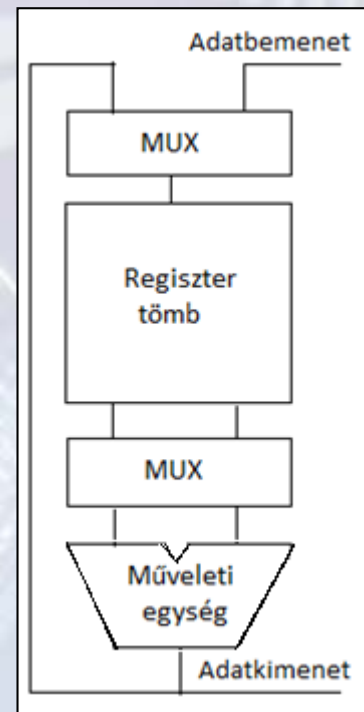 Adatbemenet
MUX
Regiszter
tömb
MUX
Műveleti
egység
Adatkimenet